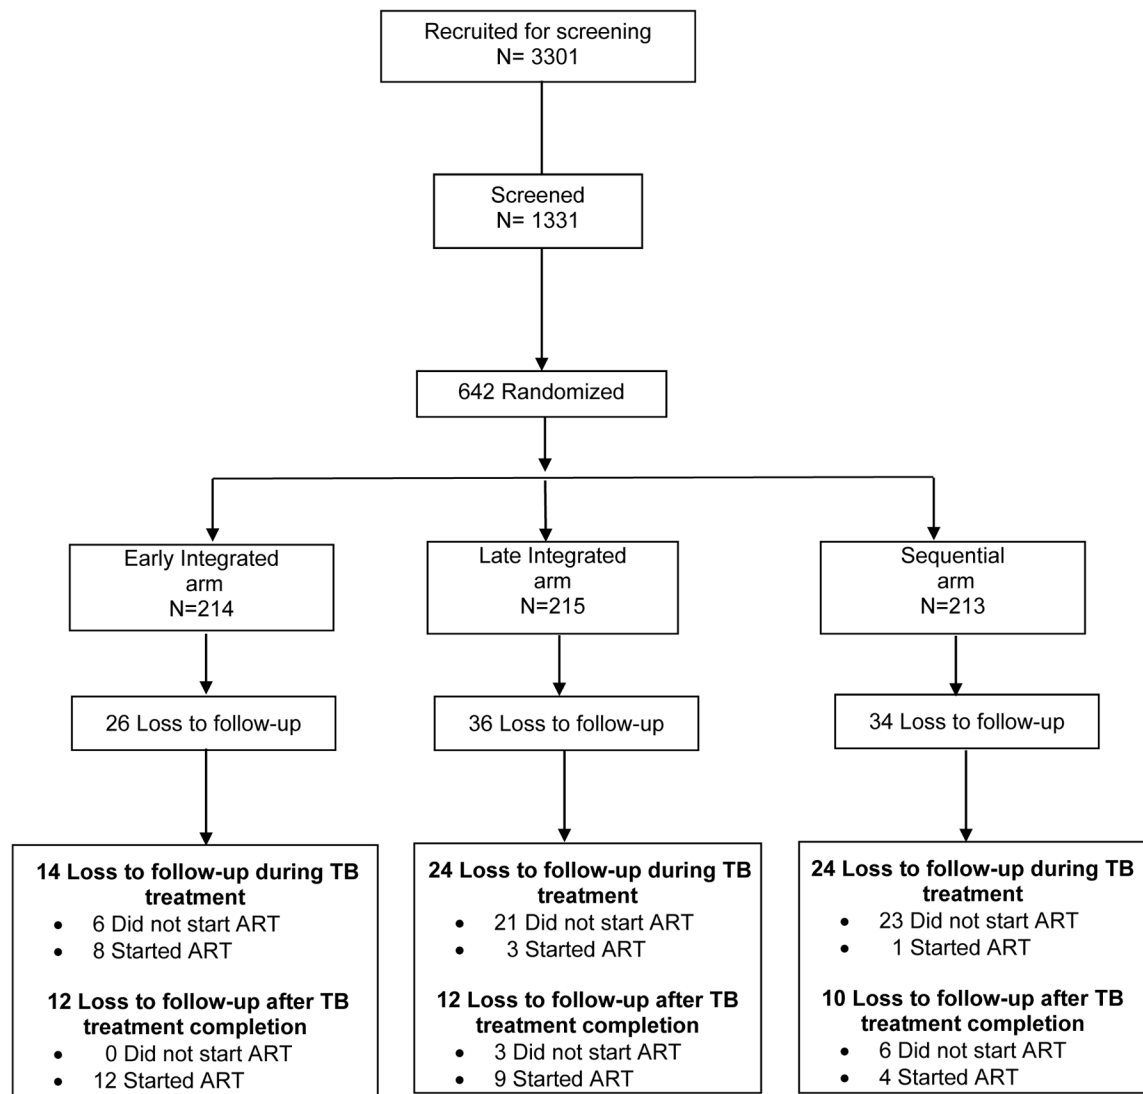 Recruited for screening
N= 3301
Screened
N= 1331
642 Randomized
Early Integrated
arm
N=214
Late Integrated
arm
N=215
Sequential
arm
N=213
26 Loss to follow-up
36 Loss to follow-up
34 Loss to follow-up
14 Loss to follow-up during TB
treatment
• 6 Did not start ART
• 8 Started ART
12 Loss to follow-up after TB
treatment completion
• 0 Did not start ART
• 12 Started ART
24 Loss to follow-up during TB
treatment
• 21 Did not start ART
• 3 Started ART
12 Loss to follow-up after TB
treatment completion
• 3 Did not start ART
• 9 Started ART
24 Loss to follow-up during TB
treatment
• 23 Did not start ART
• 1 Started ART
10 Loss to follow-up after TB
treatment completion
• 6 Did not start ART
• 4 Started ART